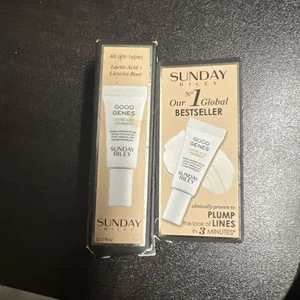 All skin types
Lactic Acid +
Licorice Root
GOOD
GENES
SUNDAY
RILEY
SUNDAY
RILEY
SUNDAY
RILEY
No 1
Our Global
BESTSELLER
GOOD
GENES
SUNDAY
RILEY
clinically proven to
PLUMP
the look of LINES
in 3 MINUTES*